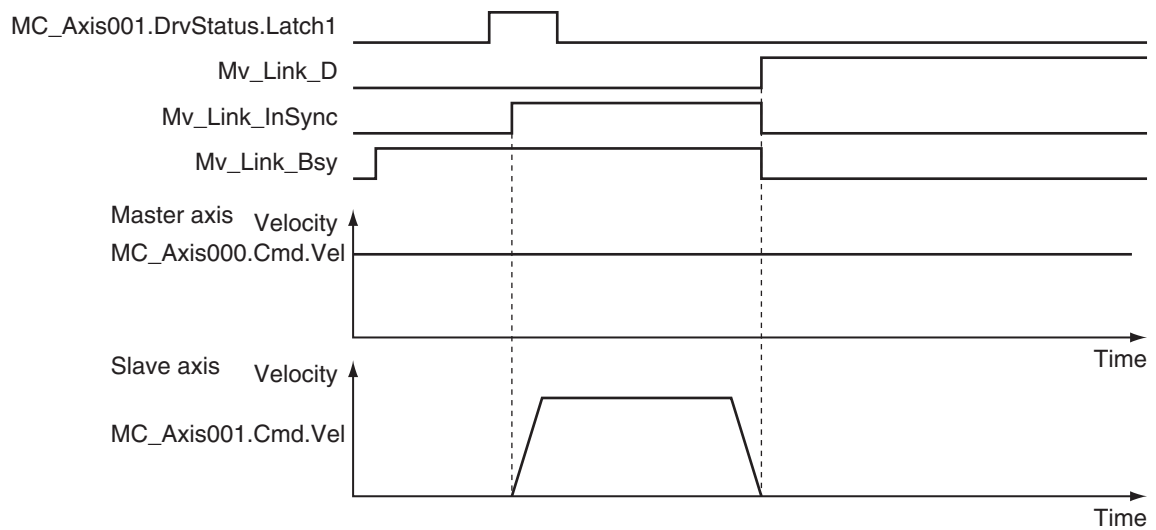 MC_Axis001.DrvStatus.Latch1
Mv_Link_D
Mv_Link_InSync
Mv_Link_Bsy
Master axis Velocity
MC_Axis000.Cmd.Vel
Time
Slave axis Velocity
MC_Axis001.Cmd.Vel
Time